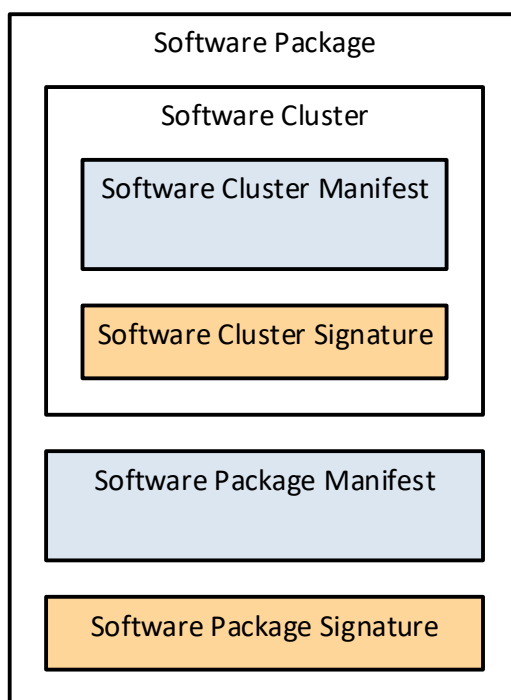 Software Package
Software Cluster
Software Cluster Manifest
Software Cluster Signature
Software Package Manifest
Software Package Signature